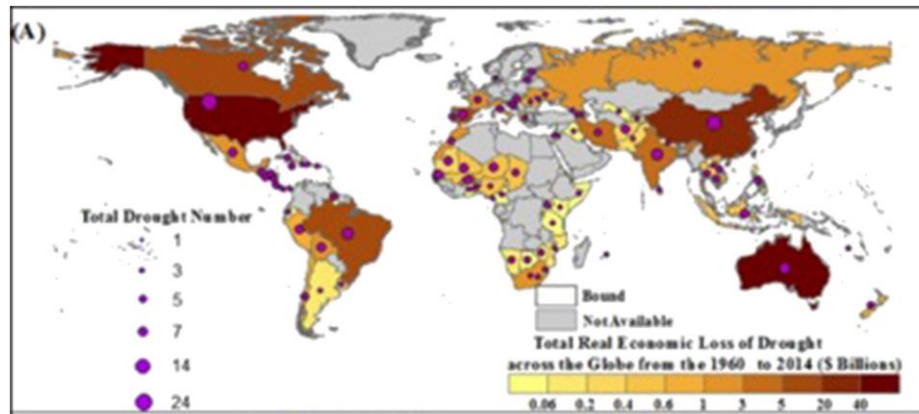 (A)
Total Drought Number
1
3
5
7
14
24
Bound
Not Available
Total Real Economic Loss of Drought
across the Globe from the 1960 to 2014 ($ Billions)
0.06 0.2 0.4 0.6 1 3 5 20 40